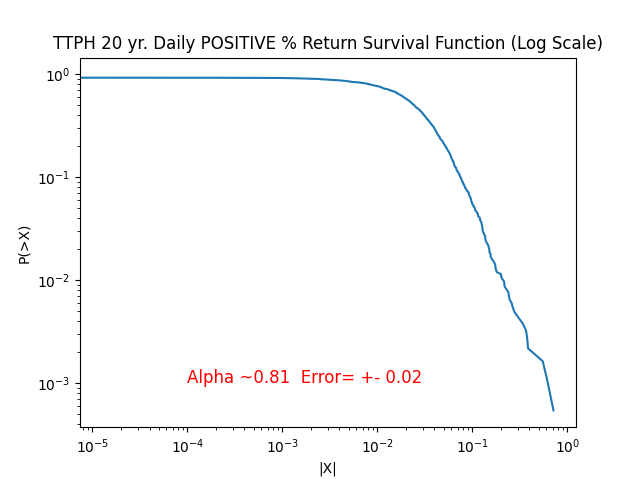 TTPH 20 yr. Daily POSITIVE % Return Survival Function (Log Scale)
10⁰
10⁻¹
10⁻²
10⁻³
P(>X)
Alpha ~0.81  Error= +- 0.02
10⁻⁵ 10⁻⁴ 10⁻³ 10⁻² 10⁻¹ 10⁰
|X|